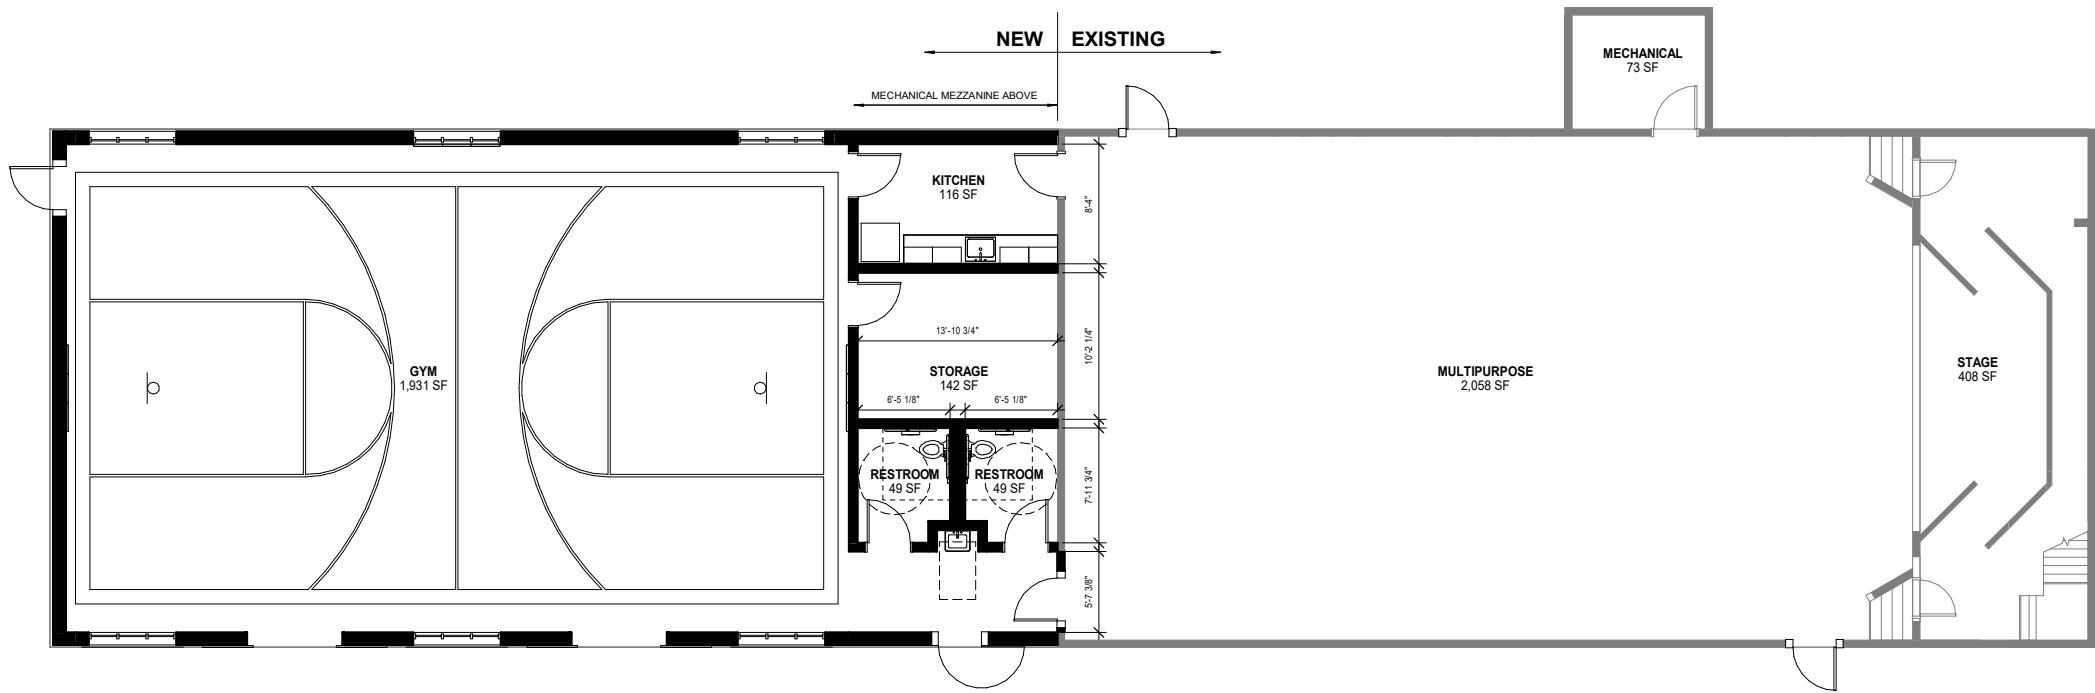 NEW EXISTING
MECHANICAL MEZZANINE ABOVE
MECHANICAL
73 SF
KITCHEN
116 SF
8'-4"
13'-10 3/4"
10'-2 1/4"
GYM
1,931 SF
STORAGE
142 SF
6'-5 1/8"
6'-5 1/8"
MULTIPURPOSE
2,058 SF
STAGE
408 SF
RESTROOM
49 SF
RESTROOM
49 SF
7'-11 3/4"
5'-7 3/8"